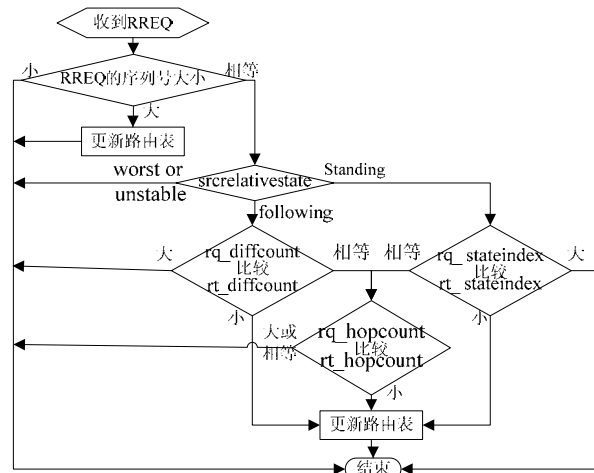 收到RREQ
小
RREQ的序列号大小
相等
大
更新路由表
worst or
unstable
srcrelativestate
Standing
following
大
rq_diffcount
比较
rt_diffcount
相等
相等
rq_stateindex
比较
rt_stateindex
大
小
大或
相等
rq_hopcount
比较
rt_hopcount
小
小
更新路由表
结束